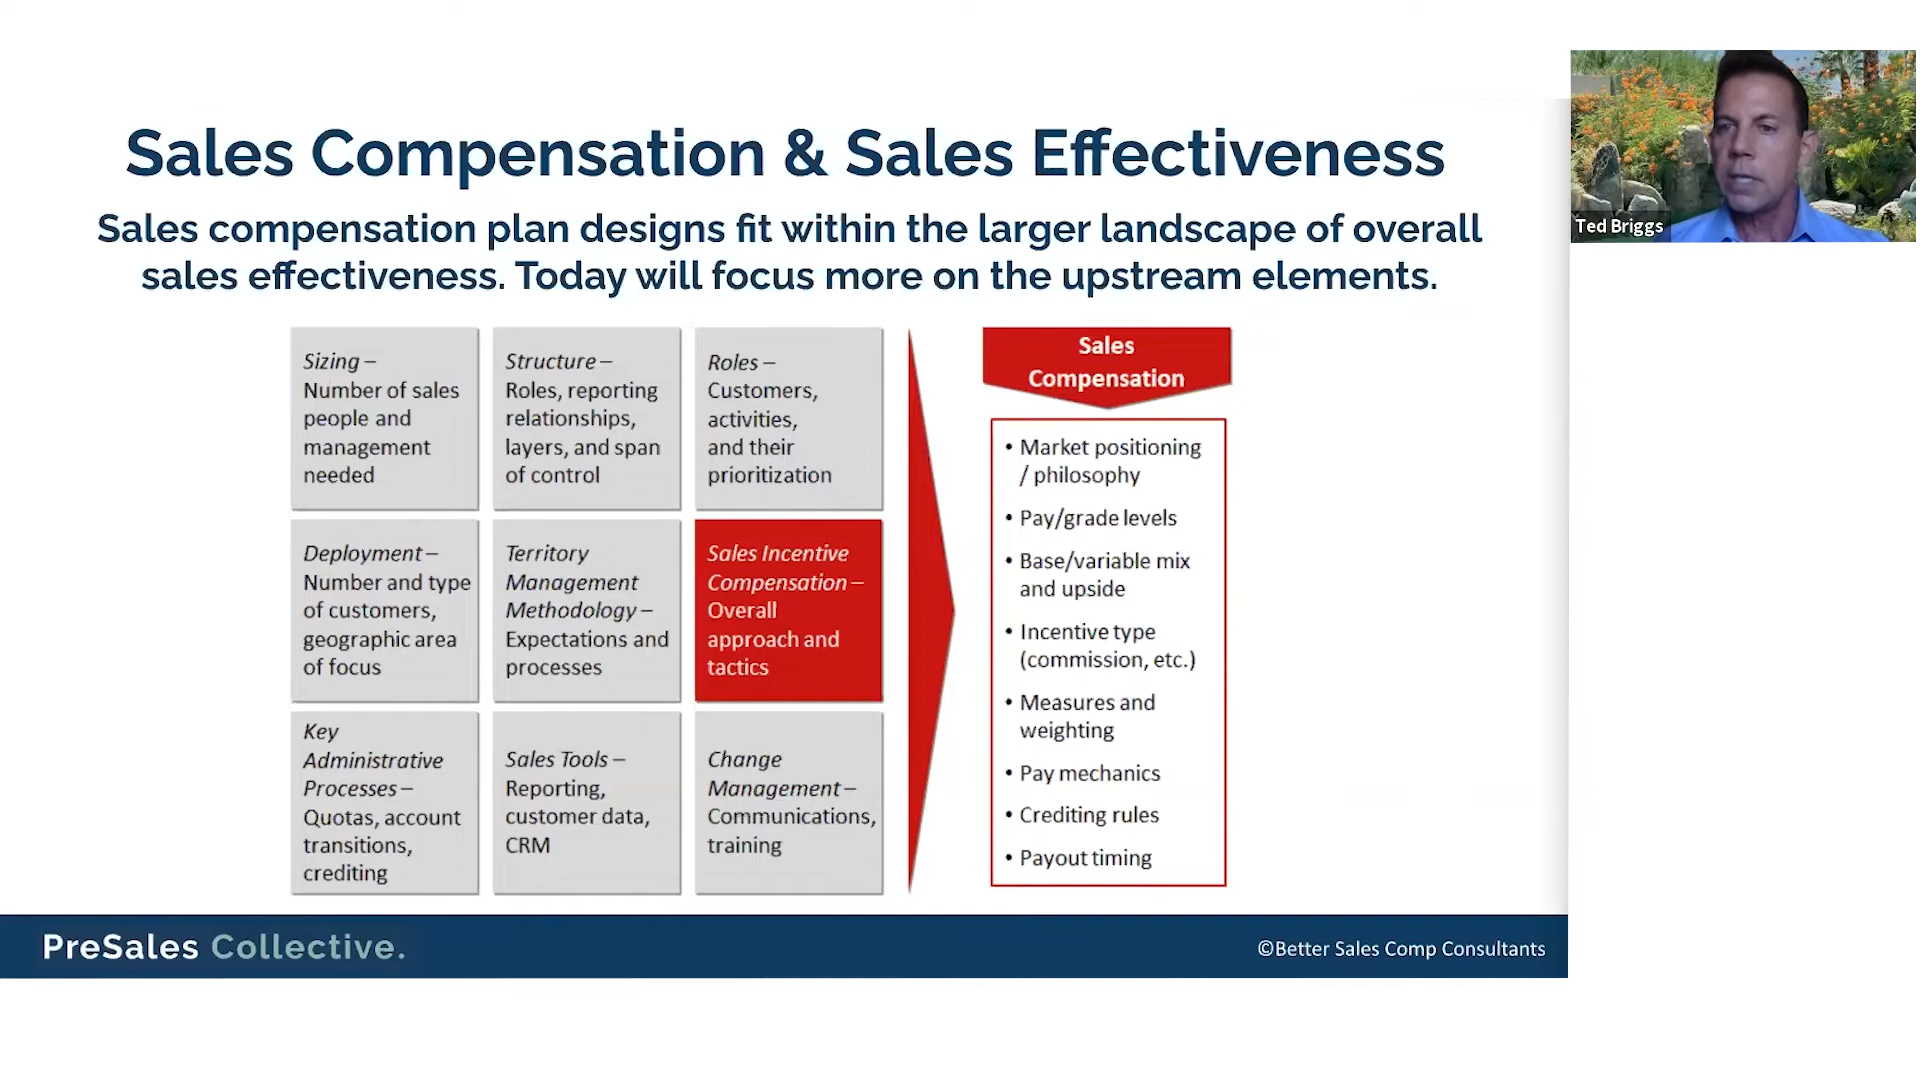 Sales Compensation & Sales Effectiveness
Sales compensation plan designs fit within the larger landscape of overall
sales effectiveness. Today will focus more on the upstream elements.
Ted Briggs
Sizing –
Number of sales
people and
management
needed
Structure –
Roles, reporting
relationships,
layers, and span
of control
Roles –
Customers,
activities,
and their
prioritization
Deployment –
Number and type
of customers,
geographic area
of focus
Territory
Management
Methodology –
Expectations and
processes
Sales Incentive
Compensation –
Overall
approach and
tactics
Key
Administrative
Processes –
Quotas, account
transitions,
crediting
Sales Tools –
Reporting,
customer data,
CRM
Change
Management –
Communications,
training
Sales
Compensation
• Market positioning
/ philosophy
• Pay/grade levels
• Base/variable mix
and upside
• Incentive type
(commission, etc.)
• Measures and
weighting
• Pay mechanics
• Crediting rules
• Payout timing
PreSales Collective.
©Better Sales Comp Consultants